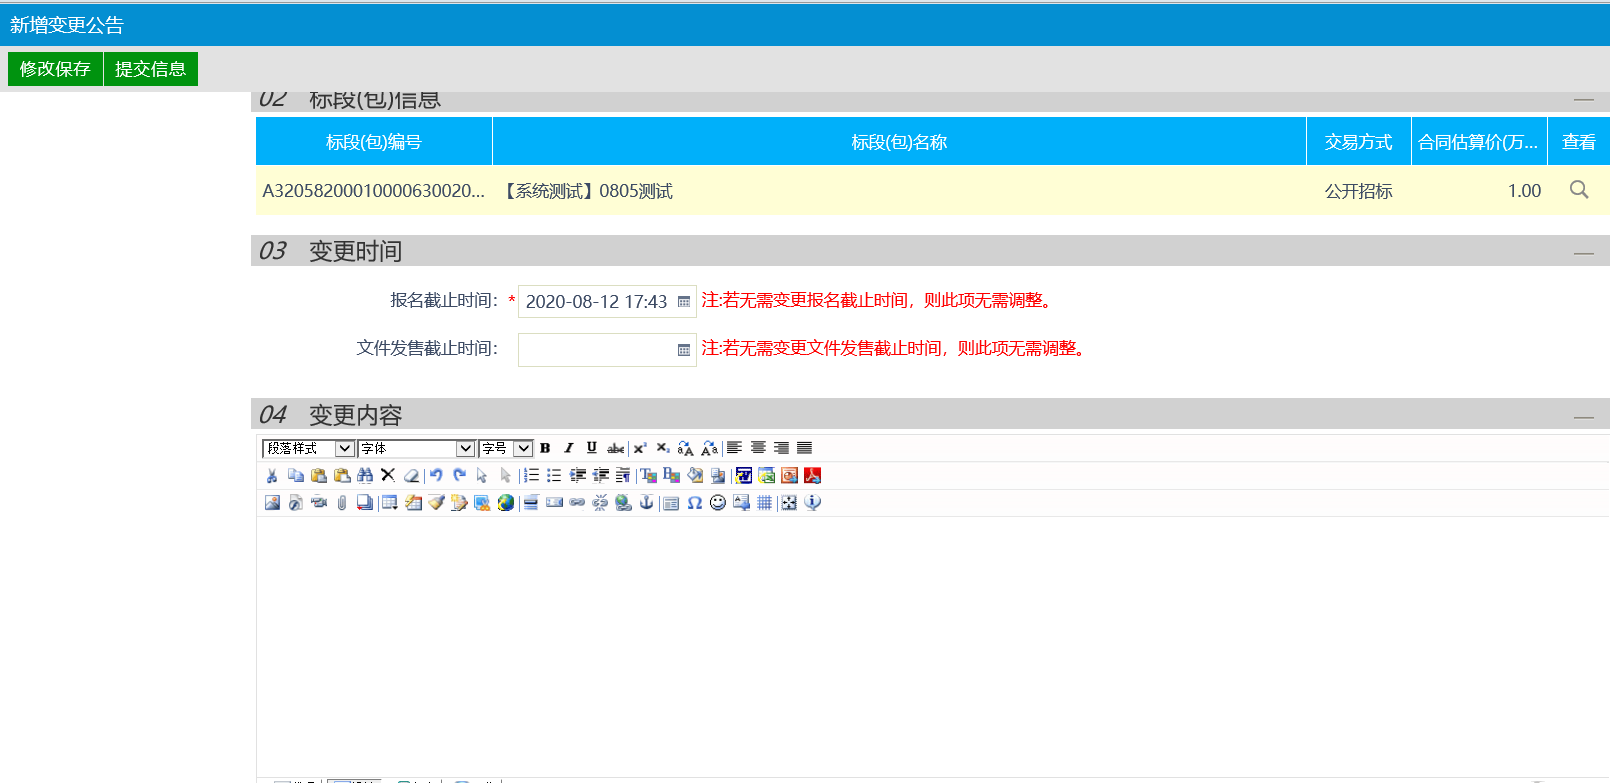 新增变更公告
修改保存 提交信息
02 标段(包)信息
标段(包)编号 标段(包)名称 交易方式 合同估算价(万... 查看
A32058200010000630020... 【系统测试】0805测试 公开招标 1.00
03 变更时间
报名截止时间：* 2020-08-12 17:43 注:若无需变更报名截止时间，则此项无需调整。
文件发售截止时间： 注:若无需变更文件发售截止时间，则此项无需调整。
04 变更内容
段落样式 字体 字号